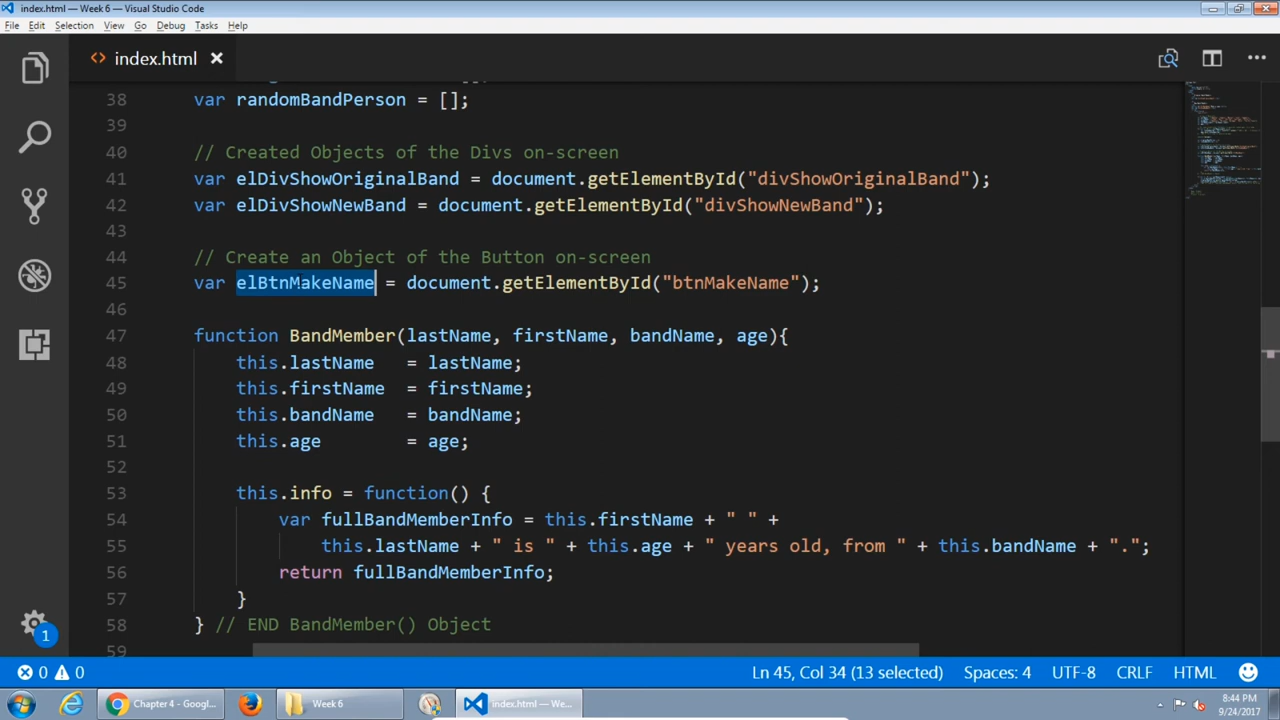 index.html — Week 6 - Visual Studio Code
File Edit Selection View Go Debug Tasks Help
index.html
38 var randomBandPerson = [];
39
40 // Created Objects of the Divs on-screen
41 var elDivShowOriginalBand = document.getElementById("divShowOriginalBand");
42 var elDivShowNewBand = document.getElementById("divShowNewBand");
43
44 // Create an Object of the Button on-screen
45 var elBtnMakeName = document.getElementById("btnMakeName");
46
47 function BandMember(lastName, firstName, bandName, age){
48 this.lastName = lastName;
49 this.firstName = firstName;
50 this.bandName = bandName;
51 this.age = age;
52
53 this.info = function() {
54 var fullBandMemberInfo = this.firstName + " " +
55 this.lastName + " is " + this.age + " years old, from " + this.bandName + ".";
56 return fullBandMemberInfo;
57 }
58 } // END BandMember() Object
59
1
0 0 Ln 45, Col 34 (13 selected) Spaces: 4 UTF-8 CRLF HTML
Chapter 4 - Googl... Week 6 index.html — We... 8:44 PM
9/24/2017